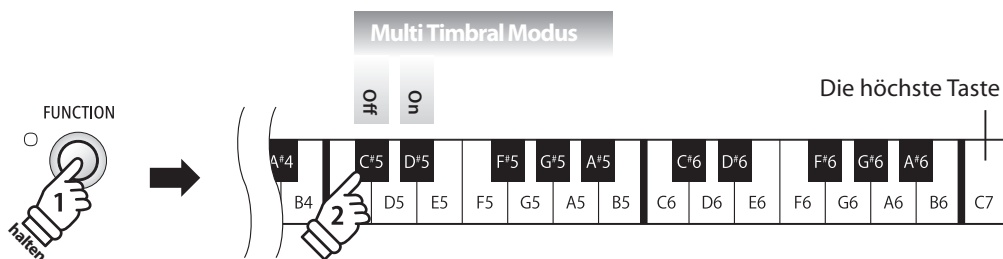 Multi Timbral Modus
Off On
Die höchste Taste
FUNCTION
A#4 C#5 D#5 F#5 G#5 A#5 C#6 D#6 F#6 G#6 A#6
B4 D5 E5 F5 G5 A5 B5 C6 D6 E6 F6 G6 A6 B6 C7
1
2
halten